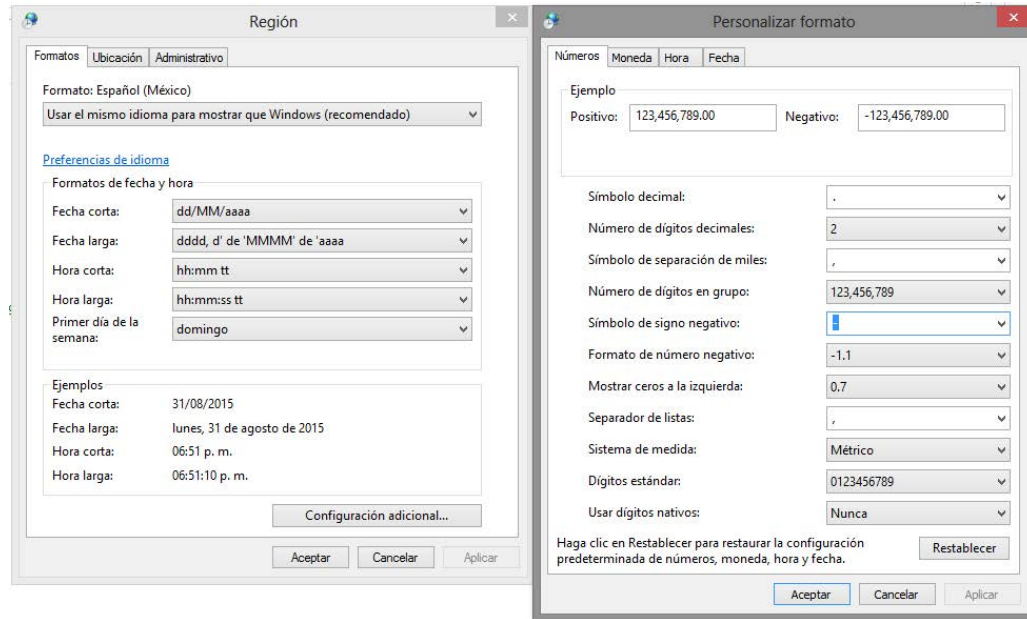 Región
Formatos Ubicación Administrativo
Formato: Español (México)
Usar el mismo idioma para mostrar que Windows (recomendado)
Preferencias de idioma
Formatos de fecha y hora
Fecha corta: dd/MM/aaaa
Fecha larga: dddd, d' de 'MMMM' de 'aaaa
Hora corta: hh:mm tt
Hora larga: hh:mm:ss tt
Primer día de la
semana: domingo
Ejemplos
Fecha corta: 31/08/2015
Fecha larga: lunes, 31 de agosto de 2015
Hora corta: 06:51 p. m.
Hora larga: 06:51:10 p. m.
Configuración adicional...
Aceptar Cancelar Aplicar
Personalizar formato
Números Moneda Hora Fecha
Ejemplo
Positivo: 123,456,789.00 Negativo: -123,456,789.00
Símbolo decimal: .
Número de dígitos decimales: 2
Símbolo de separación de miles: ,
Número de dígitos en grupo: 123,456,789
Símbolo de signo negativo: -
Formato de número negativo: -1.1
Mostrar ceros a la izquierda: 0.7
Separador de listas: ,
Sistema de medida: Métrico
Dígitos estándar: 0123456789
Usar dígitos nativos: Nunca
Haga clic en Restablecer para restaurar la configuración
predeterminada de números, moneda, hora y fecha.
Restablecer
Aceptar Cancelar Aplicar